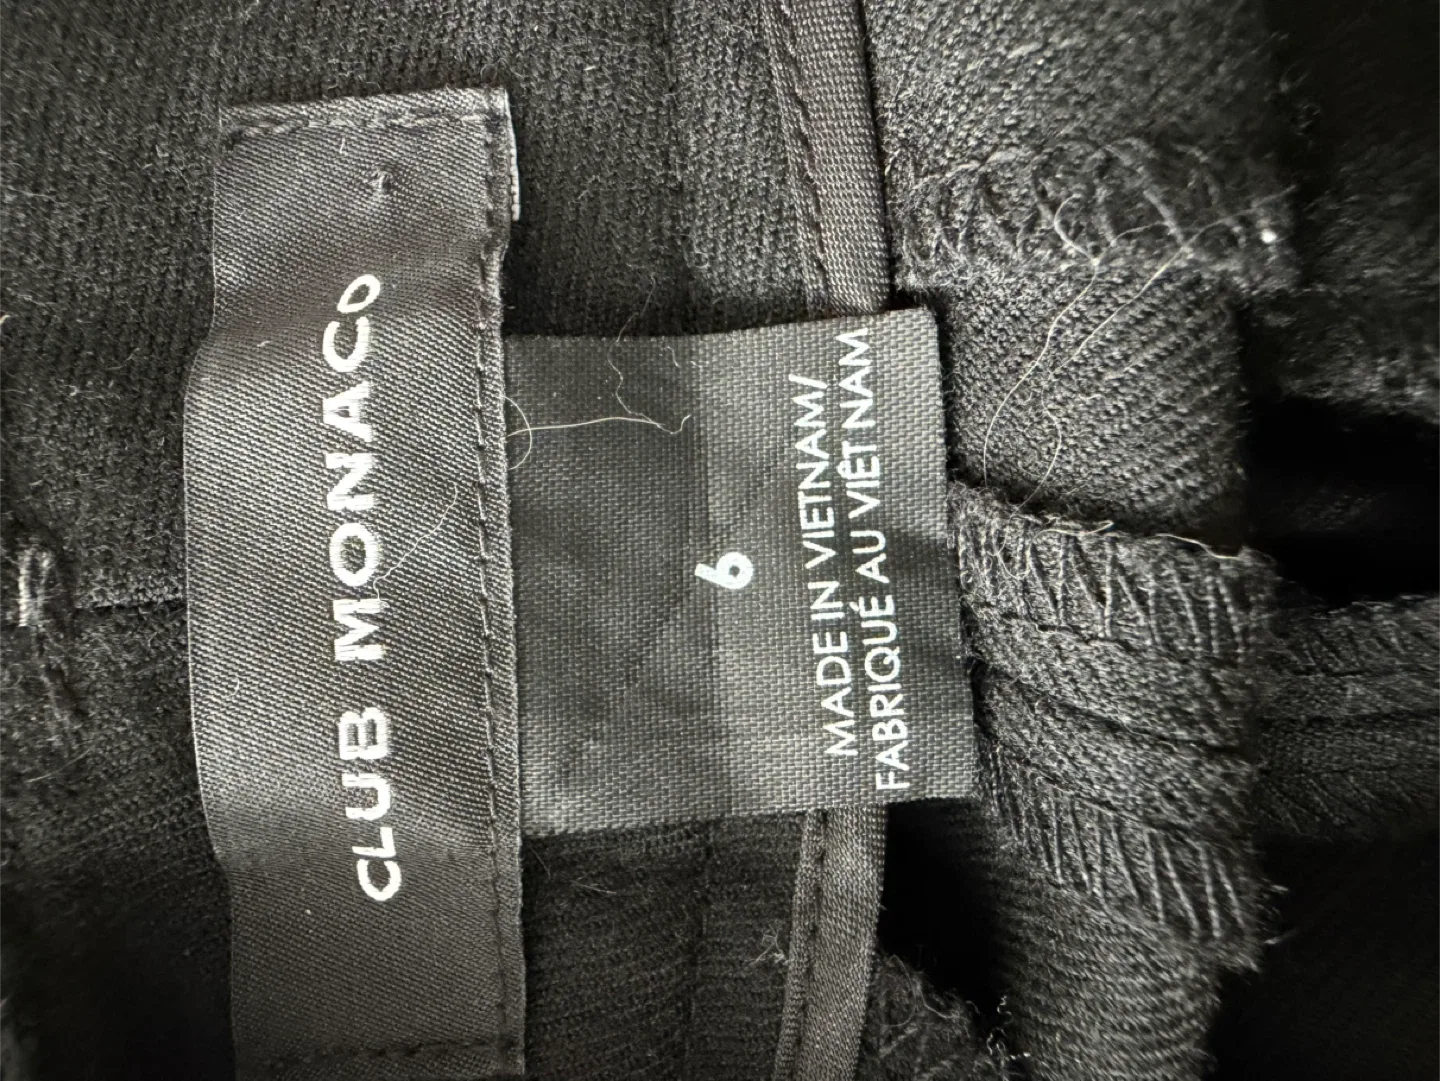 CLUB MONACO
6
MADE IN VIETNAM/
FABRIQUÉ AU VIÊT NAM